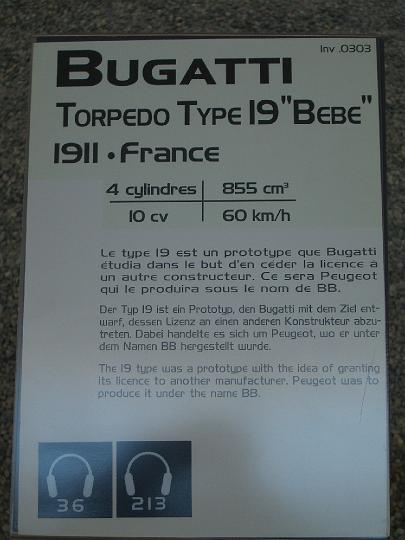 Inv .0303
BUGATTI
TORPEDO TYPE 19 "BEBE"
1911 • FRANCE
4 cylindres 855 cm³
10 cv 60 km/h
Le type 19 est un prototype que Bugatti
étudia dans le but d'en céder la licence à
un autre constructeur. Ce sera Peugeot
qui le produira sous le nom de BB.
Der Typ 19 ist ein Prototyp, den Bugatti mit dem Ziel ent-
warf, dessen Lizenz an einen anderen Konstrukteur abzu-
treten. Dabei handelte es sich um Peugeot, wo er unter
dem Namen BB hergestellt wurde.
The 19 type was a prototype with the idea of granting
its licence to another manufacturer. Peugeot was to
produce it under the name BB.
36 213